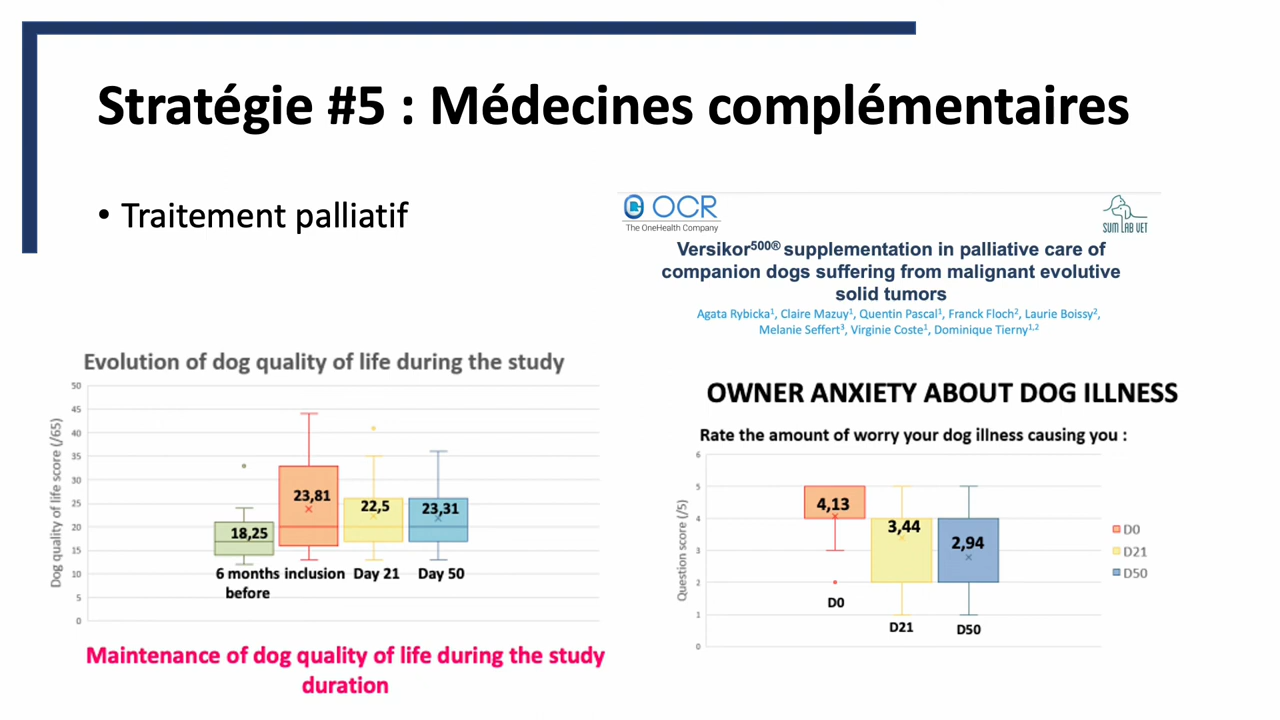 Stratégie #5 : Médecines complémentaires
• Traitement palliatif
OCR
The OneHealth Company
SUM LAB VET
Versikor500® supplementation in palliative care of
companion dogs suffering from malignant evolutive
solid tumors
Agata Rybicka1, Claire Mazuy1, Quentin Pascal1, Franck Floch2, Laurie Boissy2,
Melanie Seffert3, Virginie Coste1, Dominique Tierny1,2
Evolution of dog quality of life during the study
Dog quality of life score (/65)
50
45
40
35
30
25
20
15
10
5
0
18,25
23,81
22,5
23,31
6 months before
inclusion
Day 21
Day 50
Maintenance of dog quality of life during the study
duration
OWNER ANXIETY ABOUT DOG ILLNESS
Rate the amount of worry your dog illness causing you :
Question score (/5)
6
5
4
3
2
1
0
4,13
3,44
2,94
D0
D21
D50
D0
D21
D50